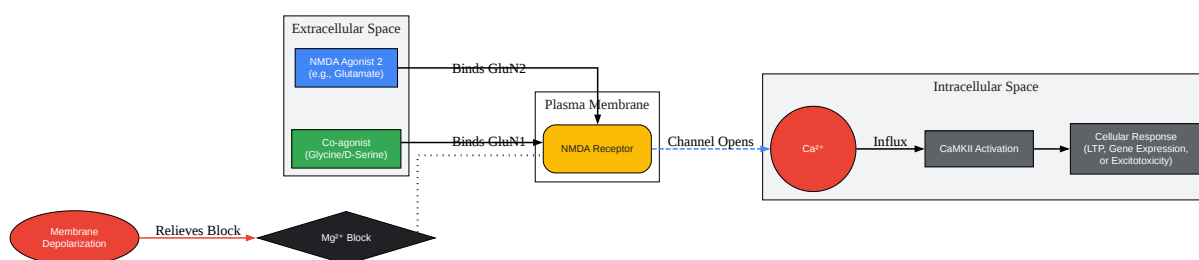 Extracellular Space
NMDA Agonist 2
(e.g., Glutamate)
Binds GluN2
Co-agonist
(Glycine/D-Serine)
Binds GluN1
Plasma Membrane
NMDA Receptor
Channel Opens
Intracellular Space
Ca²⁺
Influx
CaMKII Activation
Cellular Response
(LTP, Gene Expression,
or Excitotoxicity)
Membrane
Depolarization
Relieves Block
Mg²⁺ Block